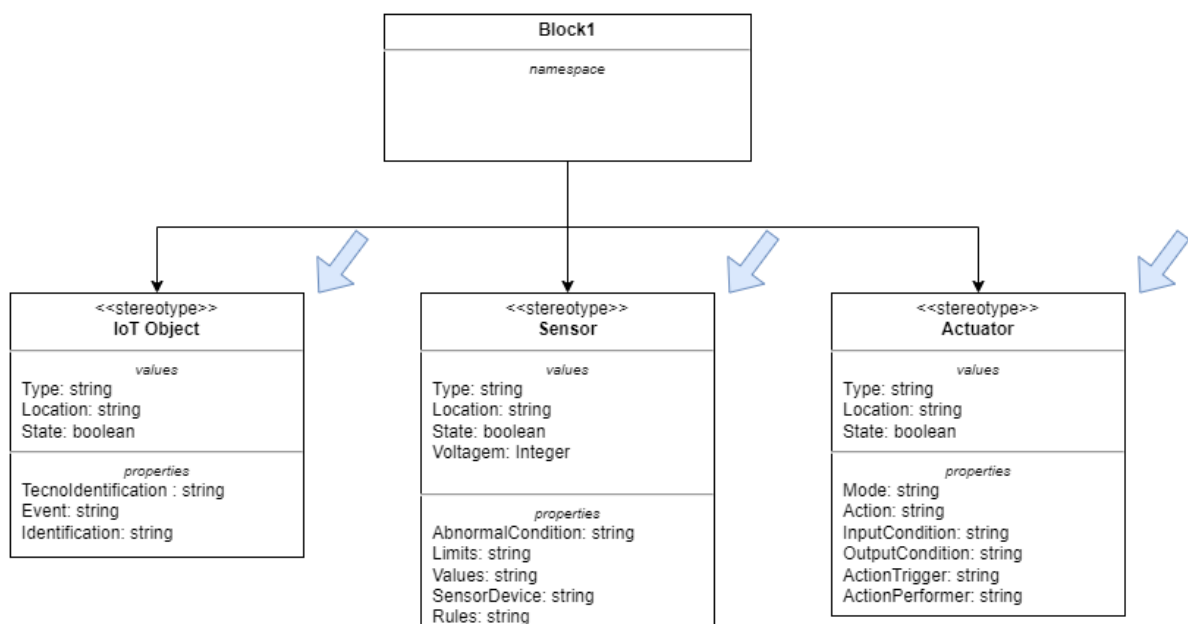 Block1
namespace
<<stereotype>>
IoT Object
values
Type: string
Location: string
State: boolean
properties
TecnoIdentification : string
Event: string
Identification: string
<<stereotype>>
Sensor
values
Type: string
Location: string
State: boolean
Voltagem: Integer
properties
AbnormalCondition: string
Limits: string
Values: string
SensorDevice: string
Rules: string
<<stereotype>>
Actuator
values
Type: string
Location: string
State: boolean
properties
Mode: string
Action: string
InputCondition: string
OutputCondition: string
ActionTrigger: string
ActionPerformer: string